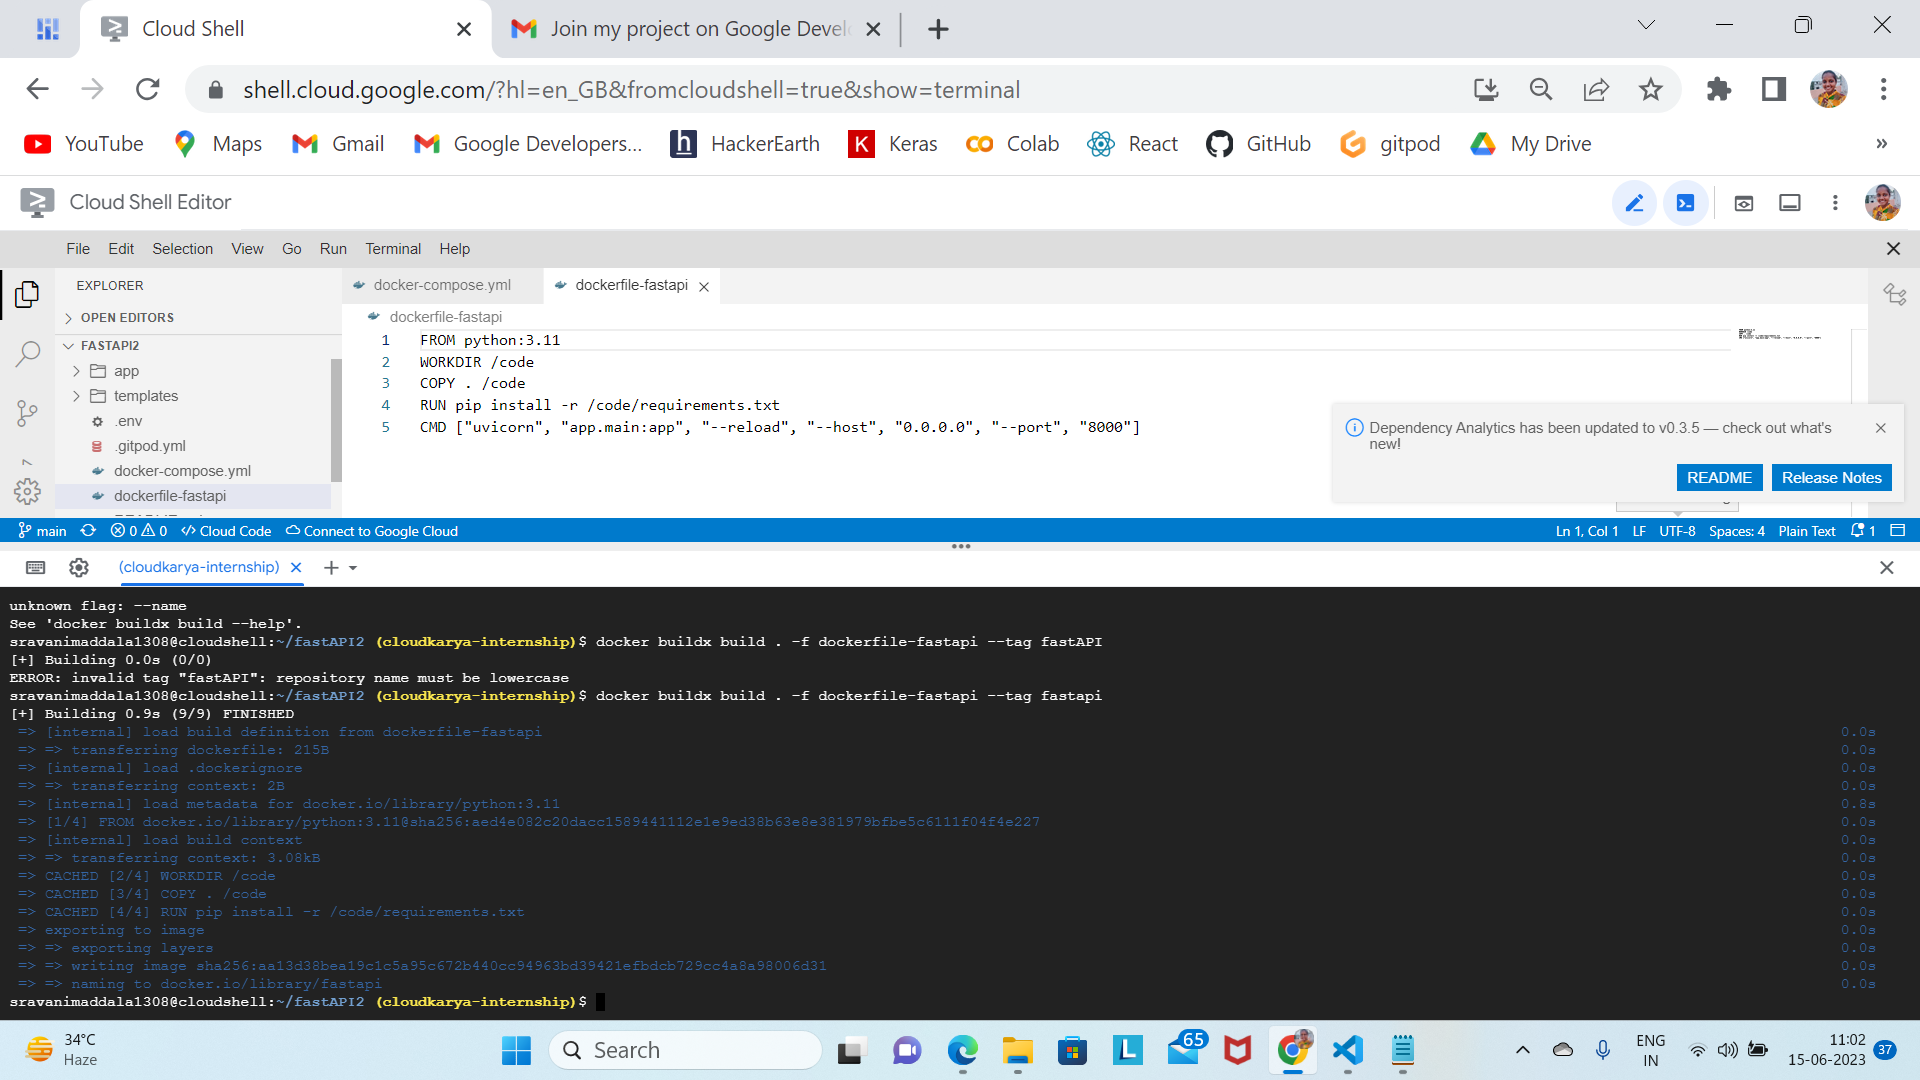 Cloud Shell
Join my project on Google Devel
shell.cloud.google.com/?hl=en_GB&fromcloudshell=true&show=terminal
YouTube Maps Gmail Google Developers... HackerEarth Keras Colab React GitHub gitpod My Drive »
Cloud Shell Editor
File Edit Selection View Go Run Terminal Help
EXPLORER
OPEN EDITORS
FASTAPI2
app
templates
.env
.gitpod.yml
docker-compose.yml
dockerfile-fastapi
docker-compose.yml dockerfile-fastapi
dockerfile-fastapi
1 FROM python:3.11
2 WORKDIR /code
3 COPY . /code
4 RUN pip install -r /code/requirements.txt
5 CMD ["uvicorn", "app.main:app", "--reload", "--host", "0.0.0.0", "--port", "8000"]
Dependency Analytics has been updated to v0.3.5 — check out what's
new!
README Release Notes
main 0 0 Cloud Code Connect to Google Cloud Ln 1, Col 1 LF UTF-8 Spaces: 4 Plain Text 1
(cloudkarya-internship)
unknown flag: --name
See 'docker buildx build --help'.
sravanimaddala1308@cloudshell:~/fastAPI2 (cloudkarya-internship)$ docker buildx build . -f dockerfile-fastapi --tag fastAPI
[+] Building 0.0s (0/0)
ERROR: invalid tag "fastAPI": repository name must be lowercase
sravanimaddala1308@cloudshell:~/fastAPI2 (cloudkarya-internship)$ docker buildx build . -f dockerfile-fastapi --tag fastapi
[+] Building 0.9s (9/9) FINISHED
=> [internal] load build definition from dockerfile-fastapi 0.0s
=> => transferring dockerfile: 215B 0.0s
=> [internal] load .dockerignore 0.0s
=> => transferring context: 2B 0.0s
=> [internal] load metadata for docker.io/library/python:3.11 0.8s
=> [1/4] FROM docker.io/library/python:3.11@sha256:aed4e082c20dacc1589441112e1e9ed38b63e8e381979bfbe5c6111f04f4e227 0.0s
=> [internal] load build context 0.0s
=> => transferring context: 3.08kB 0.0s
=> CACHED [2/4] WORKDIR /code 0.0s
=> CACHED [3/4] COPY . /code 0.0s
=> CACHED [4/4] RUN pip install -r /code/requirements.txt 0.0s
=> exporting to image 0.0s
=> => exporting layers 0.0s
=> => writing image sha256:aa13d38bea19c1c5a95c672b440cc94963bd39421efbdcb729cc4a8a98006d31 0.0s
=> => naming to docker.io/library/fastapi 0.0s
sravanimaddala1308@cloudshell:~/fastAPI2 (cloudkarya-internship)$
34°C
Haze
Search
65
ENG
IN
11:02
15-06-2023
37